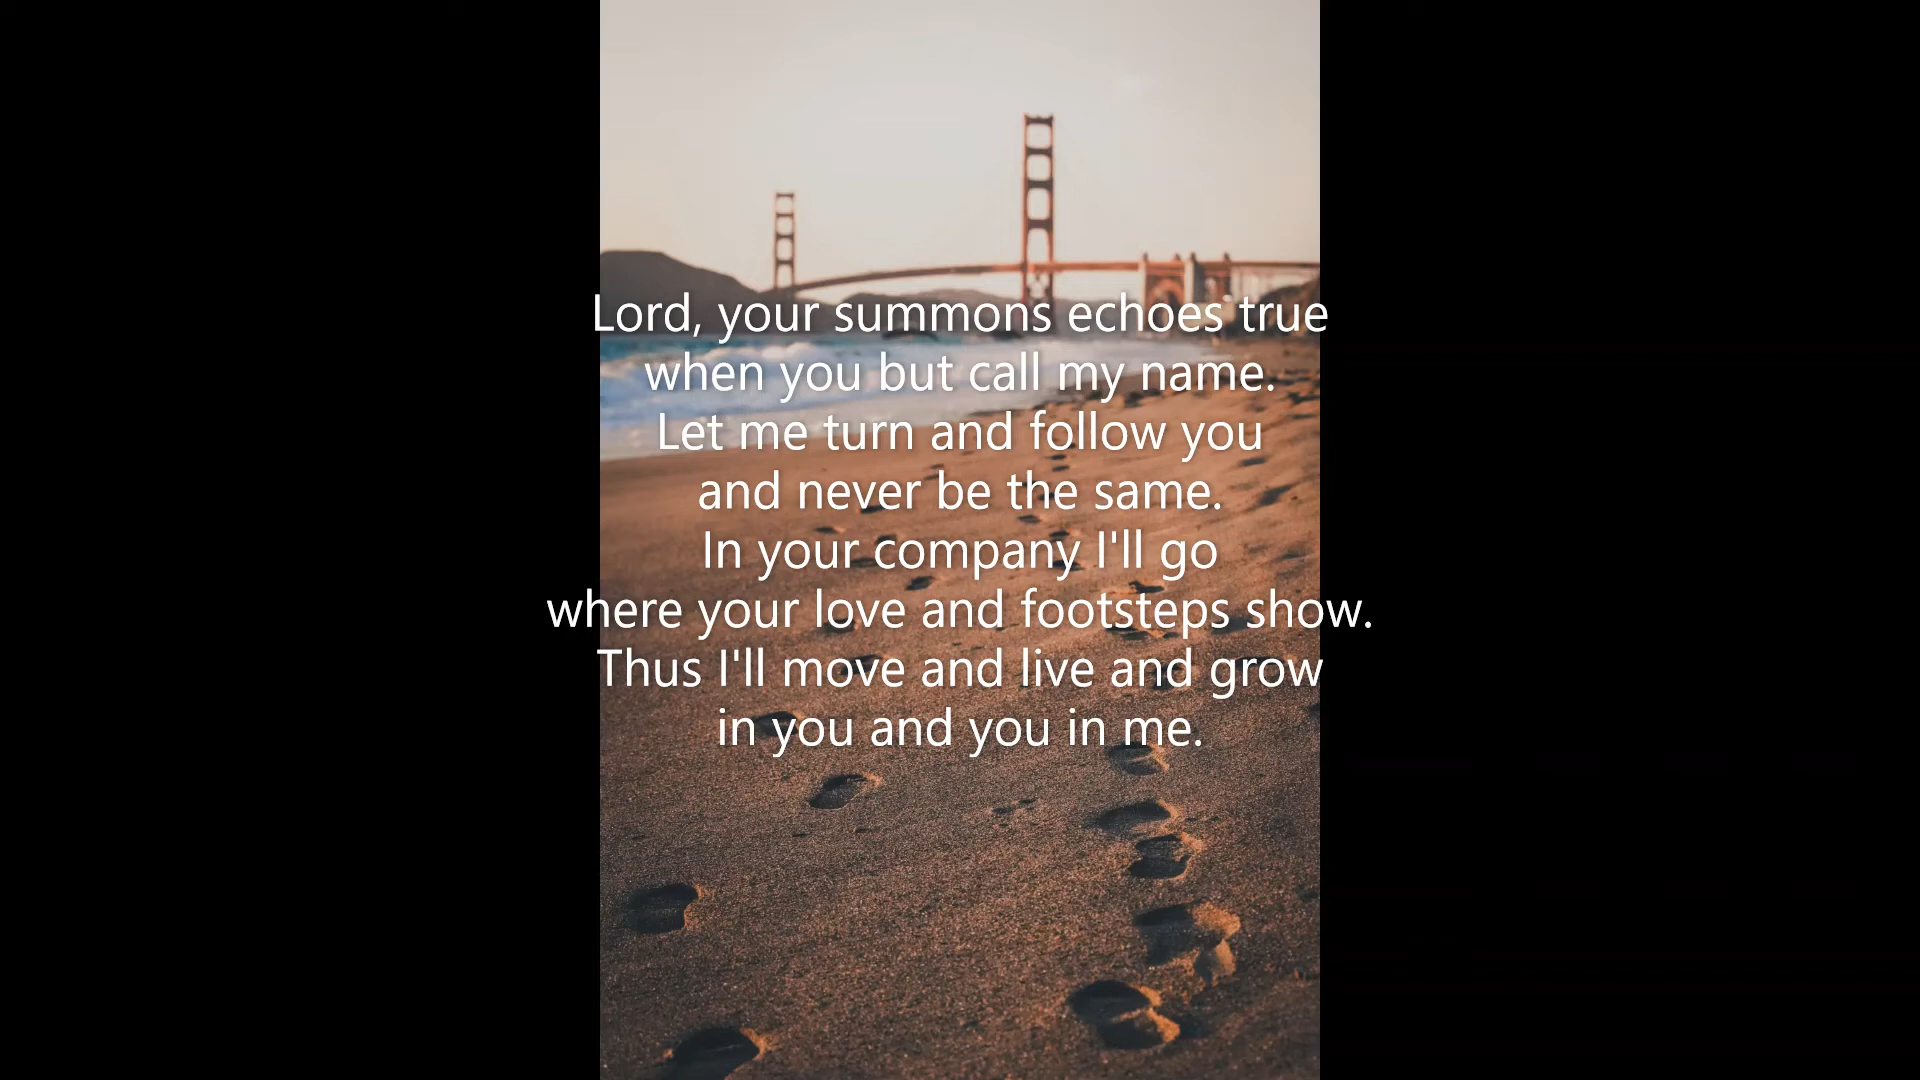 Lord, your summons echoes true
when you but call my name.
Let me turn and follow you
and never be the same.
In your company I'll go
where your love and footsteps show.
Thus I'll move and live and grow
in you and you in me.